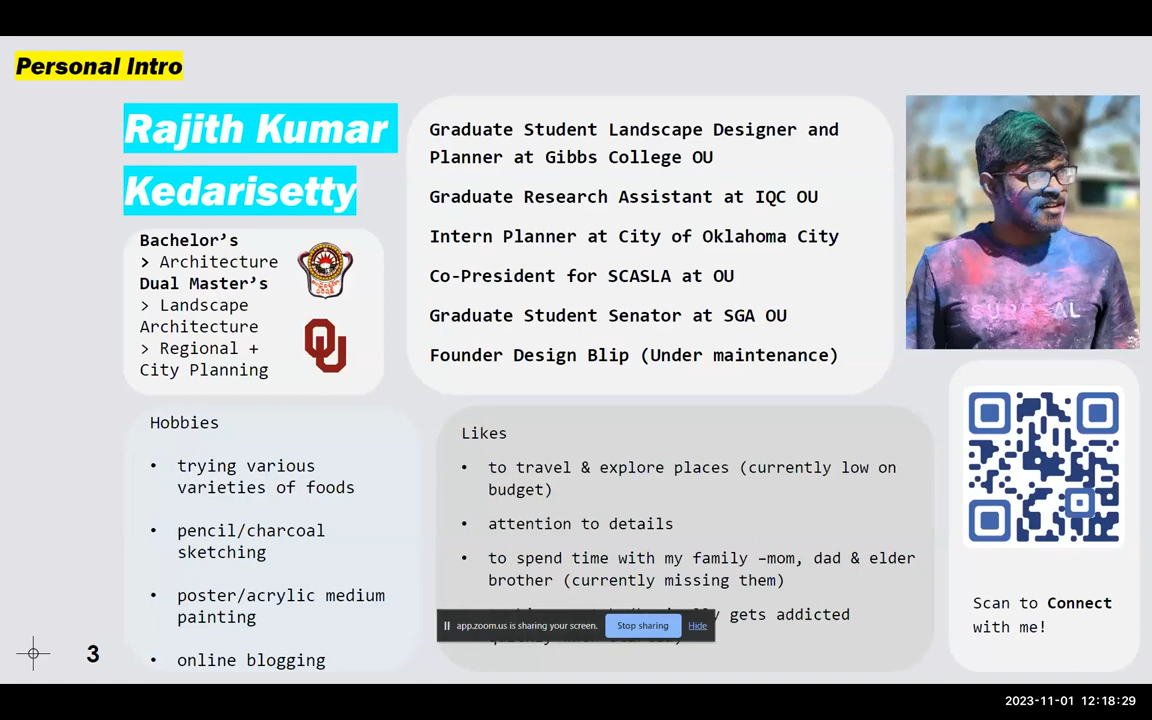 Personal Intro
Rajith Kumar
Kedarisetty
Bachelor's
> Architecture
Dual Master's
> Landscape
Architecture
> Regional +
City Planning
OU
Graduate Student Landscape Designer and
Planner at Gibbs College OU
Graduate Research Assistant at IQC OU
Intern Planner at City of Oklahoma City
Co-President for SCASLA at OU
Graduate Student Senator at SGA OU
Founder Design Blip (Under maintenance)
Hobbies
• trying various
varieties of foods
• pencil/charcoal
sketching
• poster/acrylic medium
painting
• online blogging
Likes
• to travel & explore places (currently low on
budget)
• attention to details
• to spend time with my family –mom, dad & elder
brother (currently missing them)
gets addicted
app.zoom.us is sharing your screen.
Stop sharing
Hide
Scan to Connect
with me!
3
2023-11-01 12:18:29